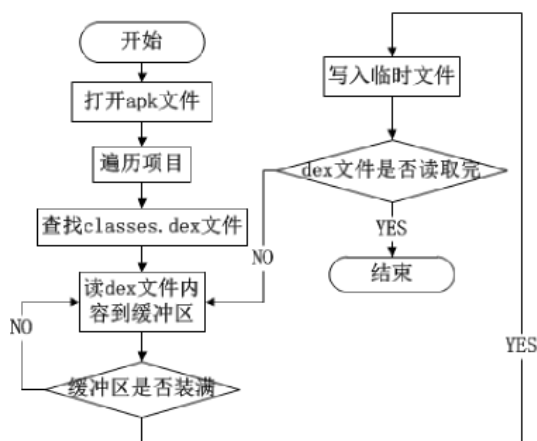 开始
打开apk文件
遍历项目
查找classes.dex文件
读dex文件内
容到缓冲区
NO
缓冲区是否装满
写入临时文件
dex文件是否读取完
NO
YES
结束
YES